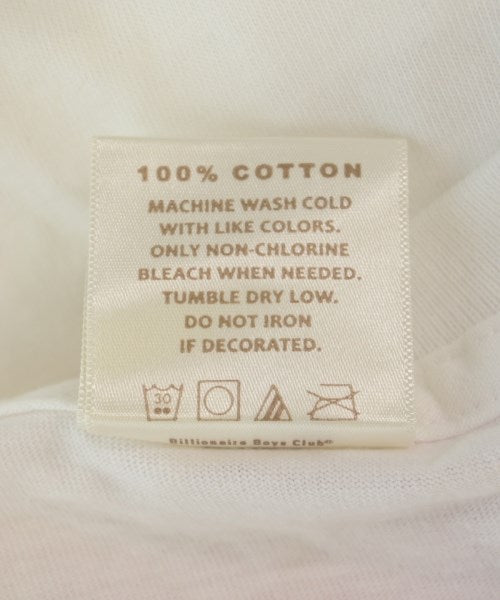 100% COTTON
MACHINE WASH COLD
WITH LIKE COLORS.
ONLY NON-CHLORINE
BLEACH WHEN NEEDED.
TUMBLE DRY LOW.
DO NOT IRON
IF DECORATED.
30
Billionaire Boys Club®